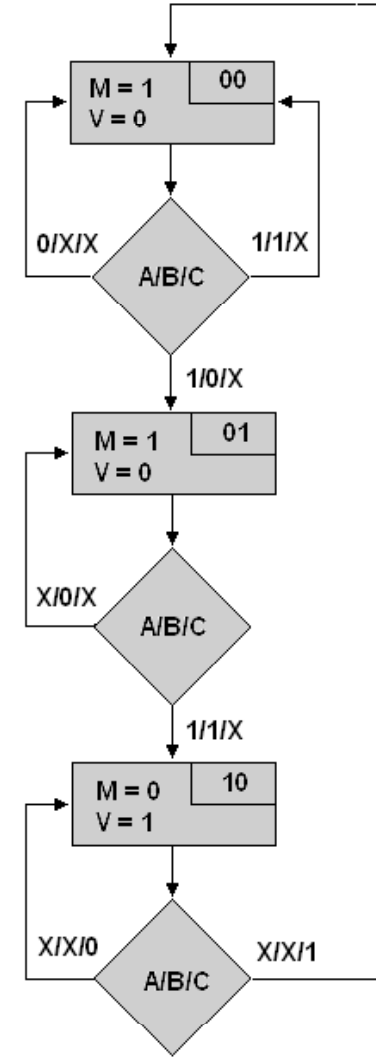 M = 1
00
V = 0
0/X/X
1/1/X
A/B/C
1/0/X
M = 1
01
V = 0
X/0/X
A/B/C
1/1/X
M = 0
10
V = 1
X/X/0
X/X/1
A/B/C